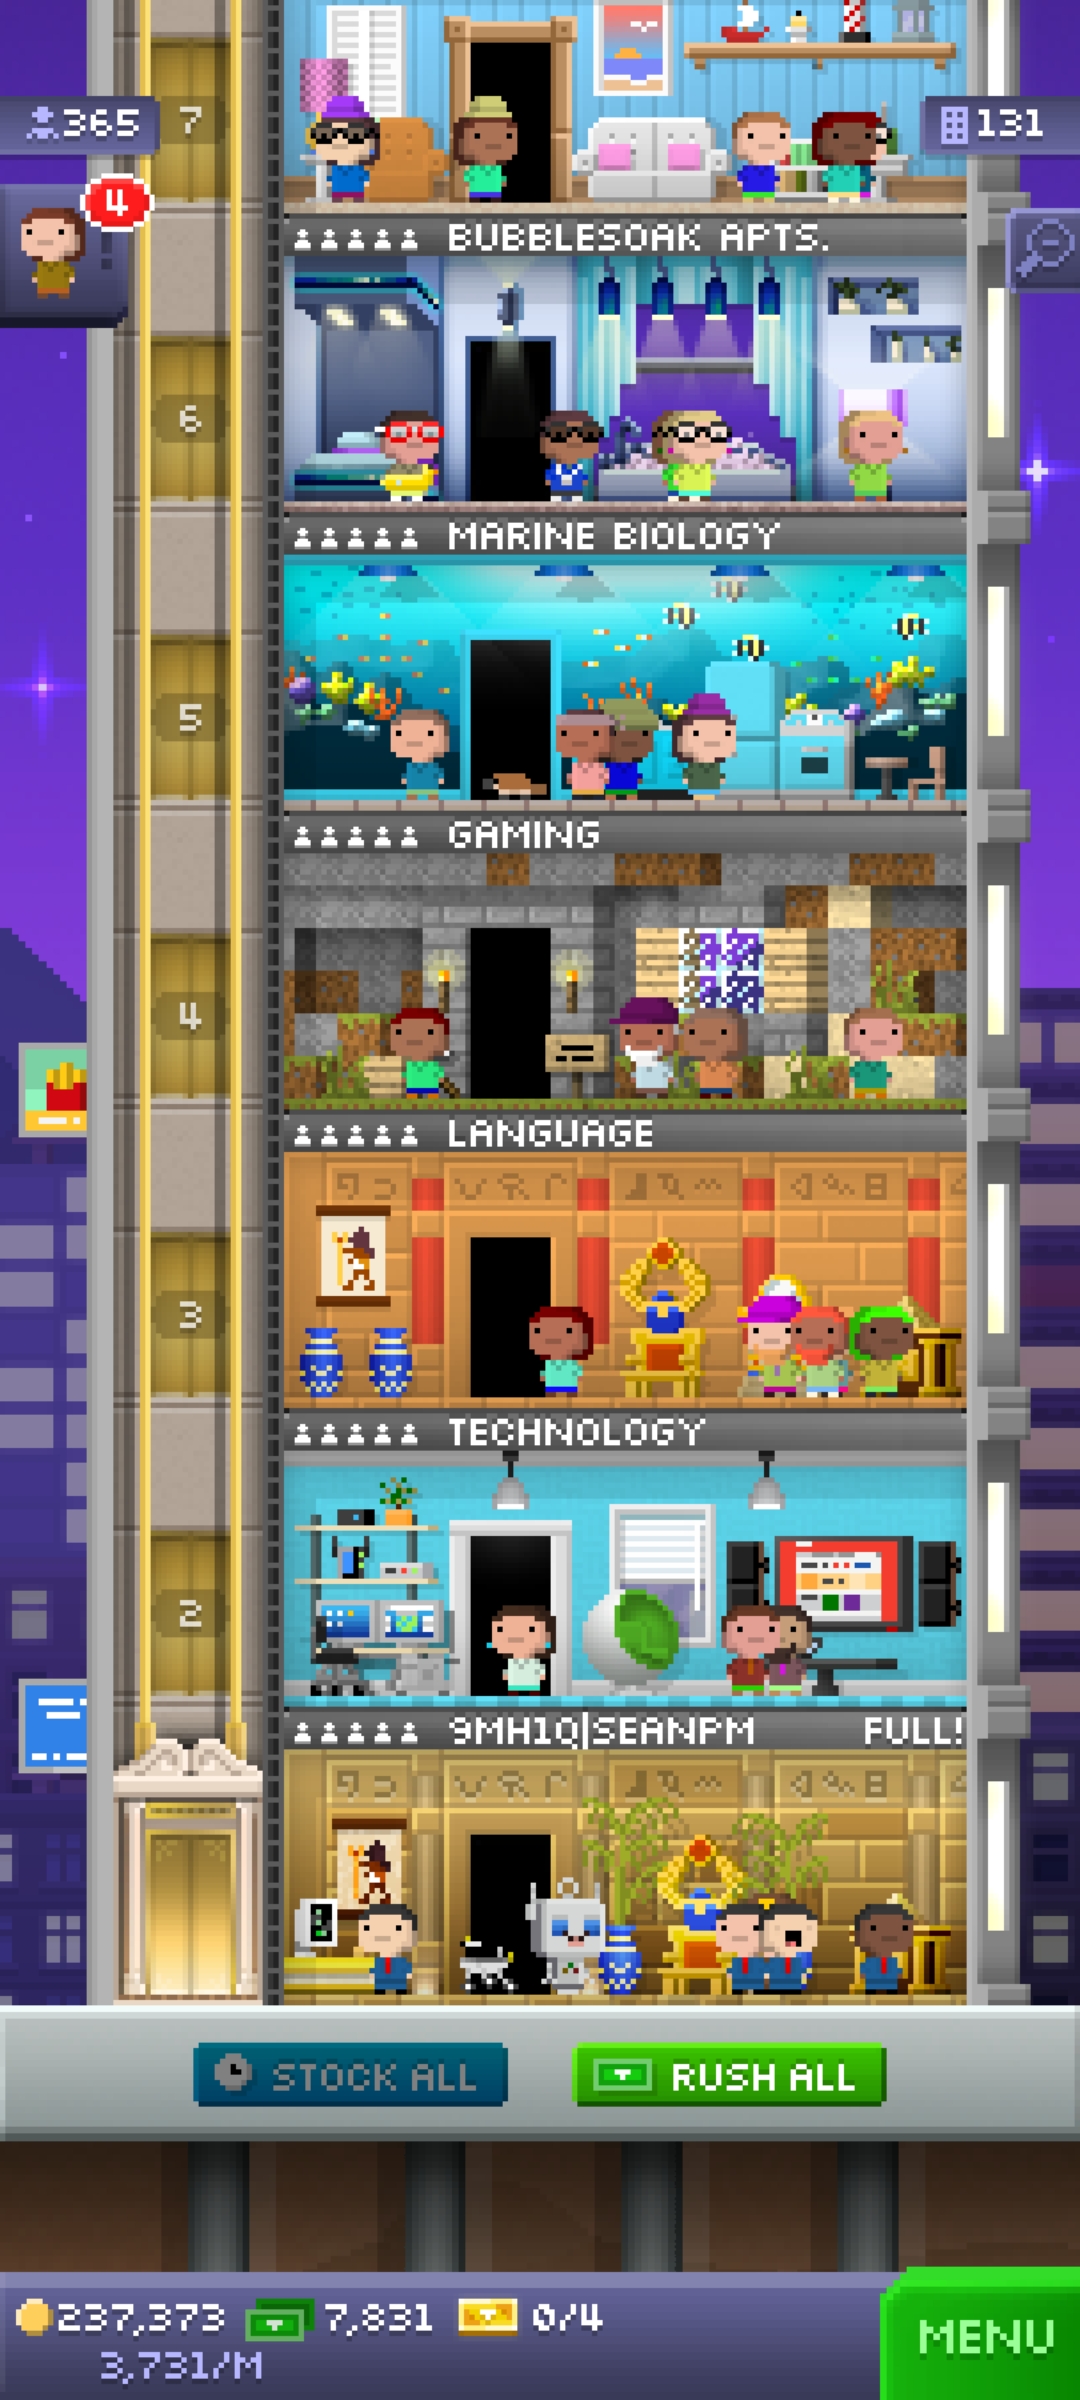 7
365
131
4
BUBBLESOAK APTS.
6
MARINE BIOLOGY
5
GAMING
4
LANGUAGE
3
TECHNOLOGY
2
9MH1Q|SEANPM FULL!
STOCK ALL
RUSH ALL
237,373 7,831 0/4
3,731/M
MENU